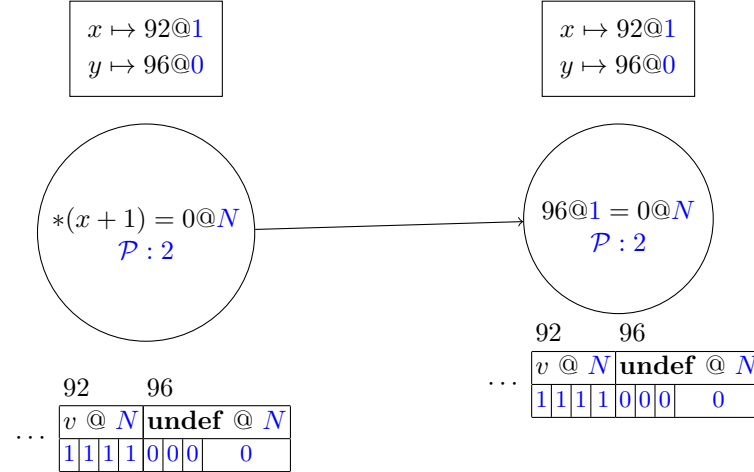 x ↦ 92@1
y ↦ 96@0
∗(x + 1) = 0@N
𝒫 : 2
92 96
... v @ N undef @ N
1 1 1 1 0 0 0 0
x ↦ 92@1
y ↦ 96@0
96@1 = 0@N
𝒫 : 2
92 96
... v @ N undef @ N
1 1 1 1 0 0 0 0